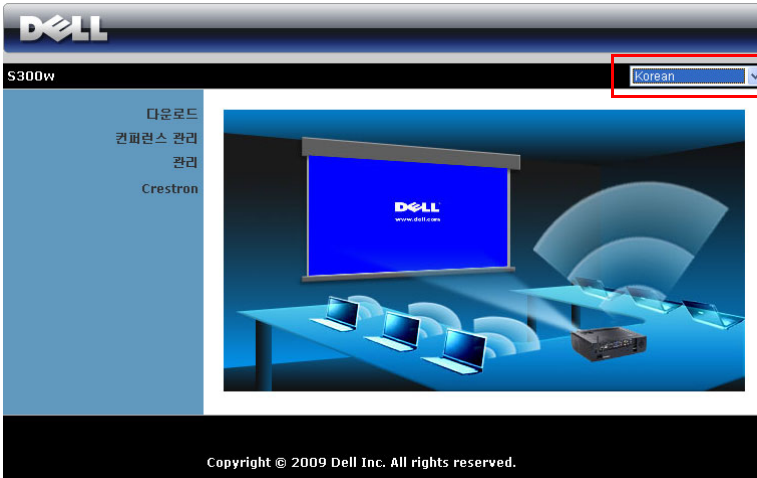 DELL
S300w
Korean
다운로드
컨퍼런스 관리
관리
Crestron
DELL
www.dell.com
Copyright © 2009 Dell Inc. All rights reserved.